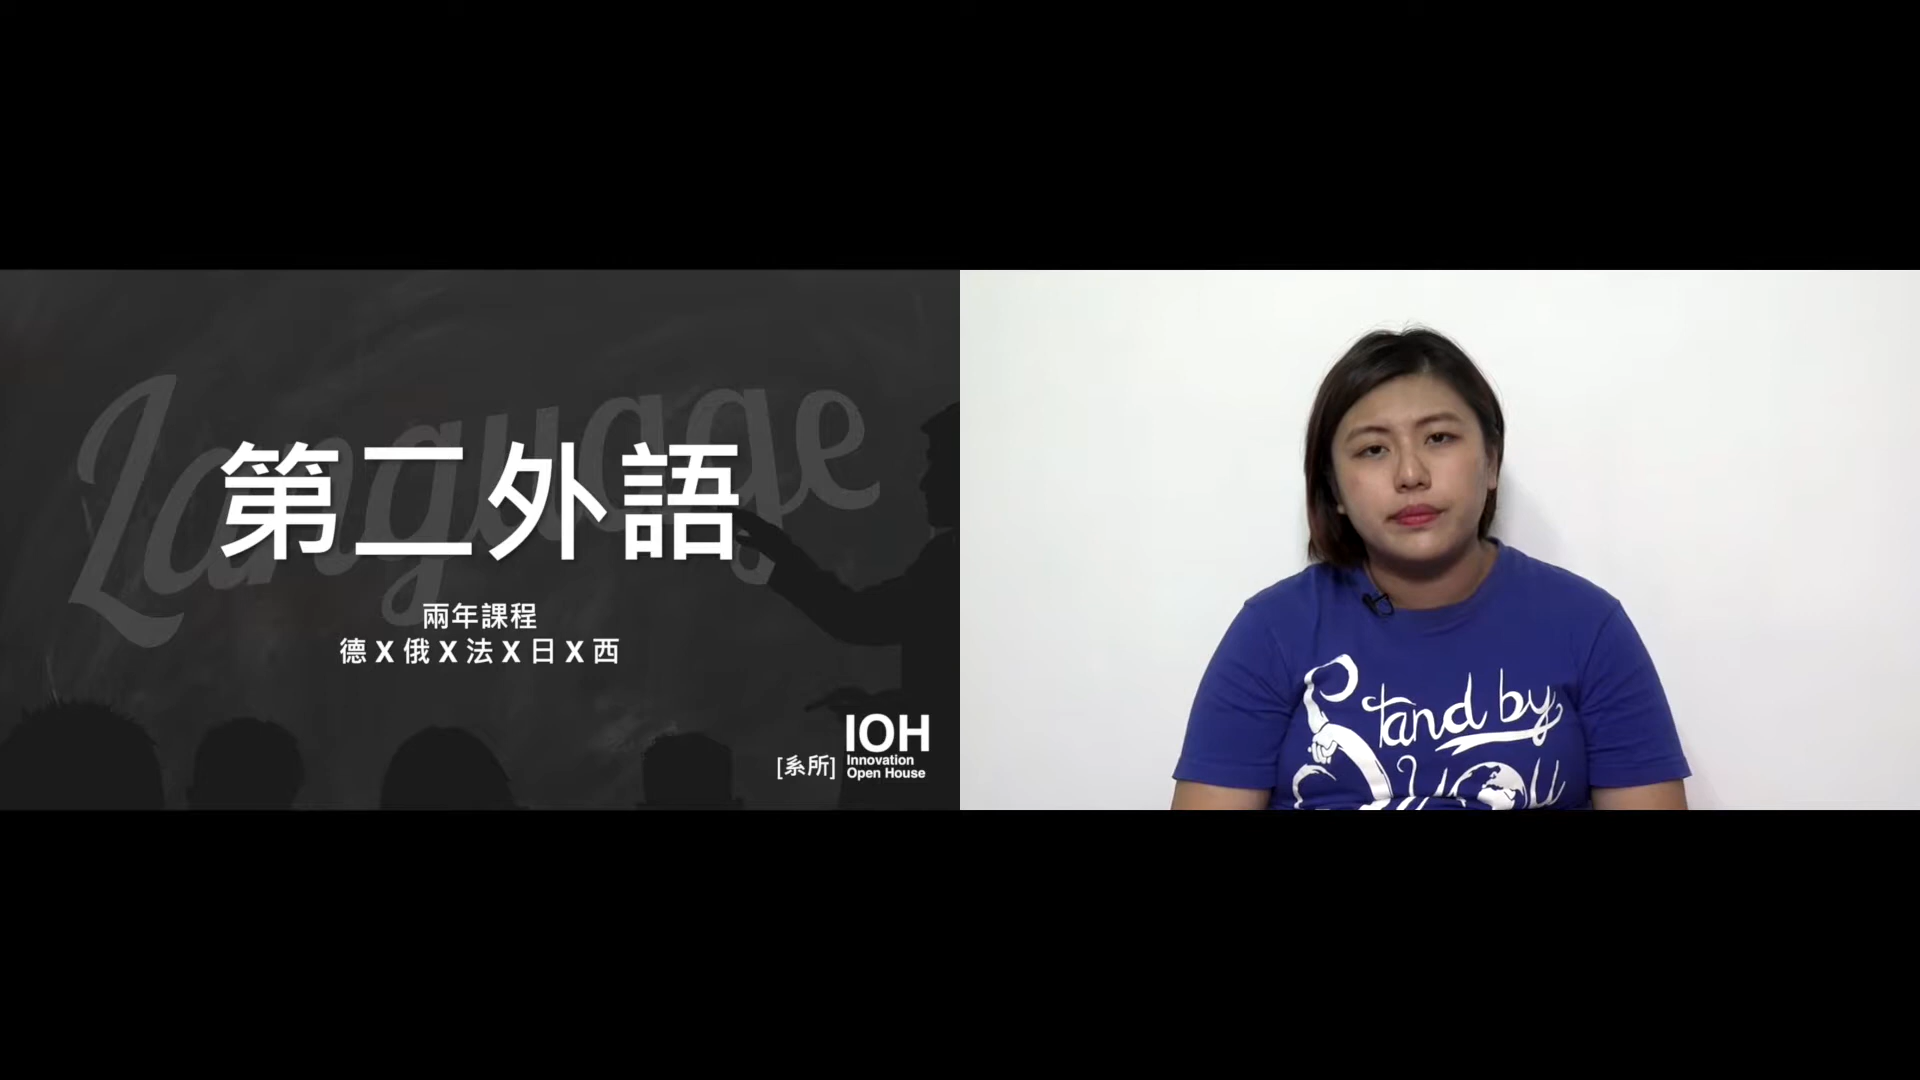 Language
第二外語
兩年課程
德 X 俄 X 法 X 日 X 西
[系所]
IOH
Innovation
Open House
Stand by
you